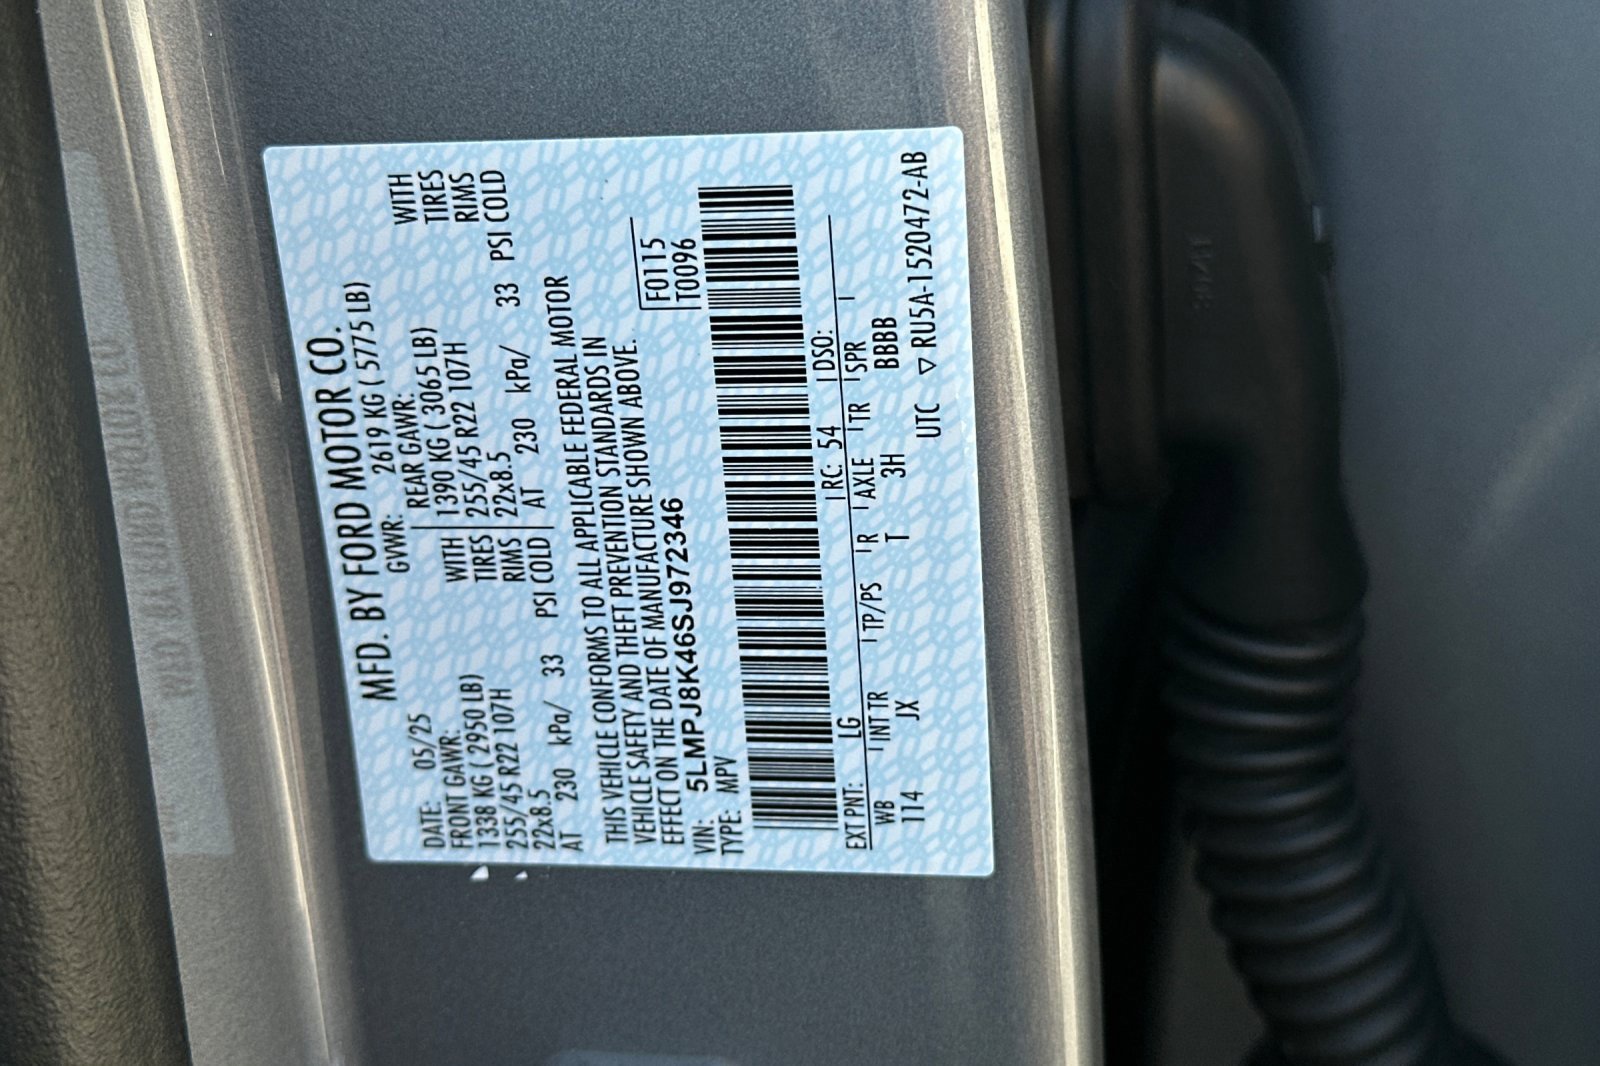 MFD. BY FORD MOTOR CO.
DATE: 05/25 GVWR: 2619 KG ( 5775 LB)
FRONT GAWR: REAR GAWR:
1338 KG ( 2950 LB) WITH 1390 KG ( 3065 LB) WITH
255/45 R22 107H TIRES 255/45 R22 107H TIRES
22x8.5 RIMS 22x8.5 RIMS
AT 230 kPa/ 33 PSI COLD AT 230 kPa/ 33 PSI COLD
THIS VEHICLE CONFORMS TO ALL APPLICABLE FEDERAL MOTOR
VEHICLE SAFETY AND THEFT PREVENTION STANDARDS IN
EFFECT ON THE DATE OF MANUFACTURE SHOWN ABOVE.
VIN: 5LMPJ8K46SJ972346 F0115
TYPE: MPV T0096
EXT PNT: LG RC: 54 DSO:
WB INT TR TP/PS R AXLE TR SPR
114 JX T 3H BBBB
UTC ▽ RU5A-1520472-AB